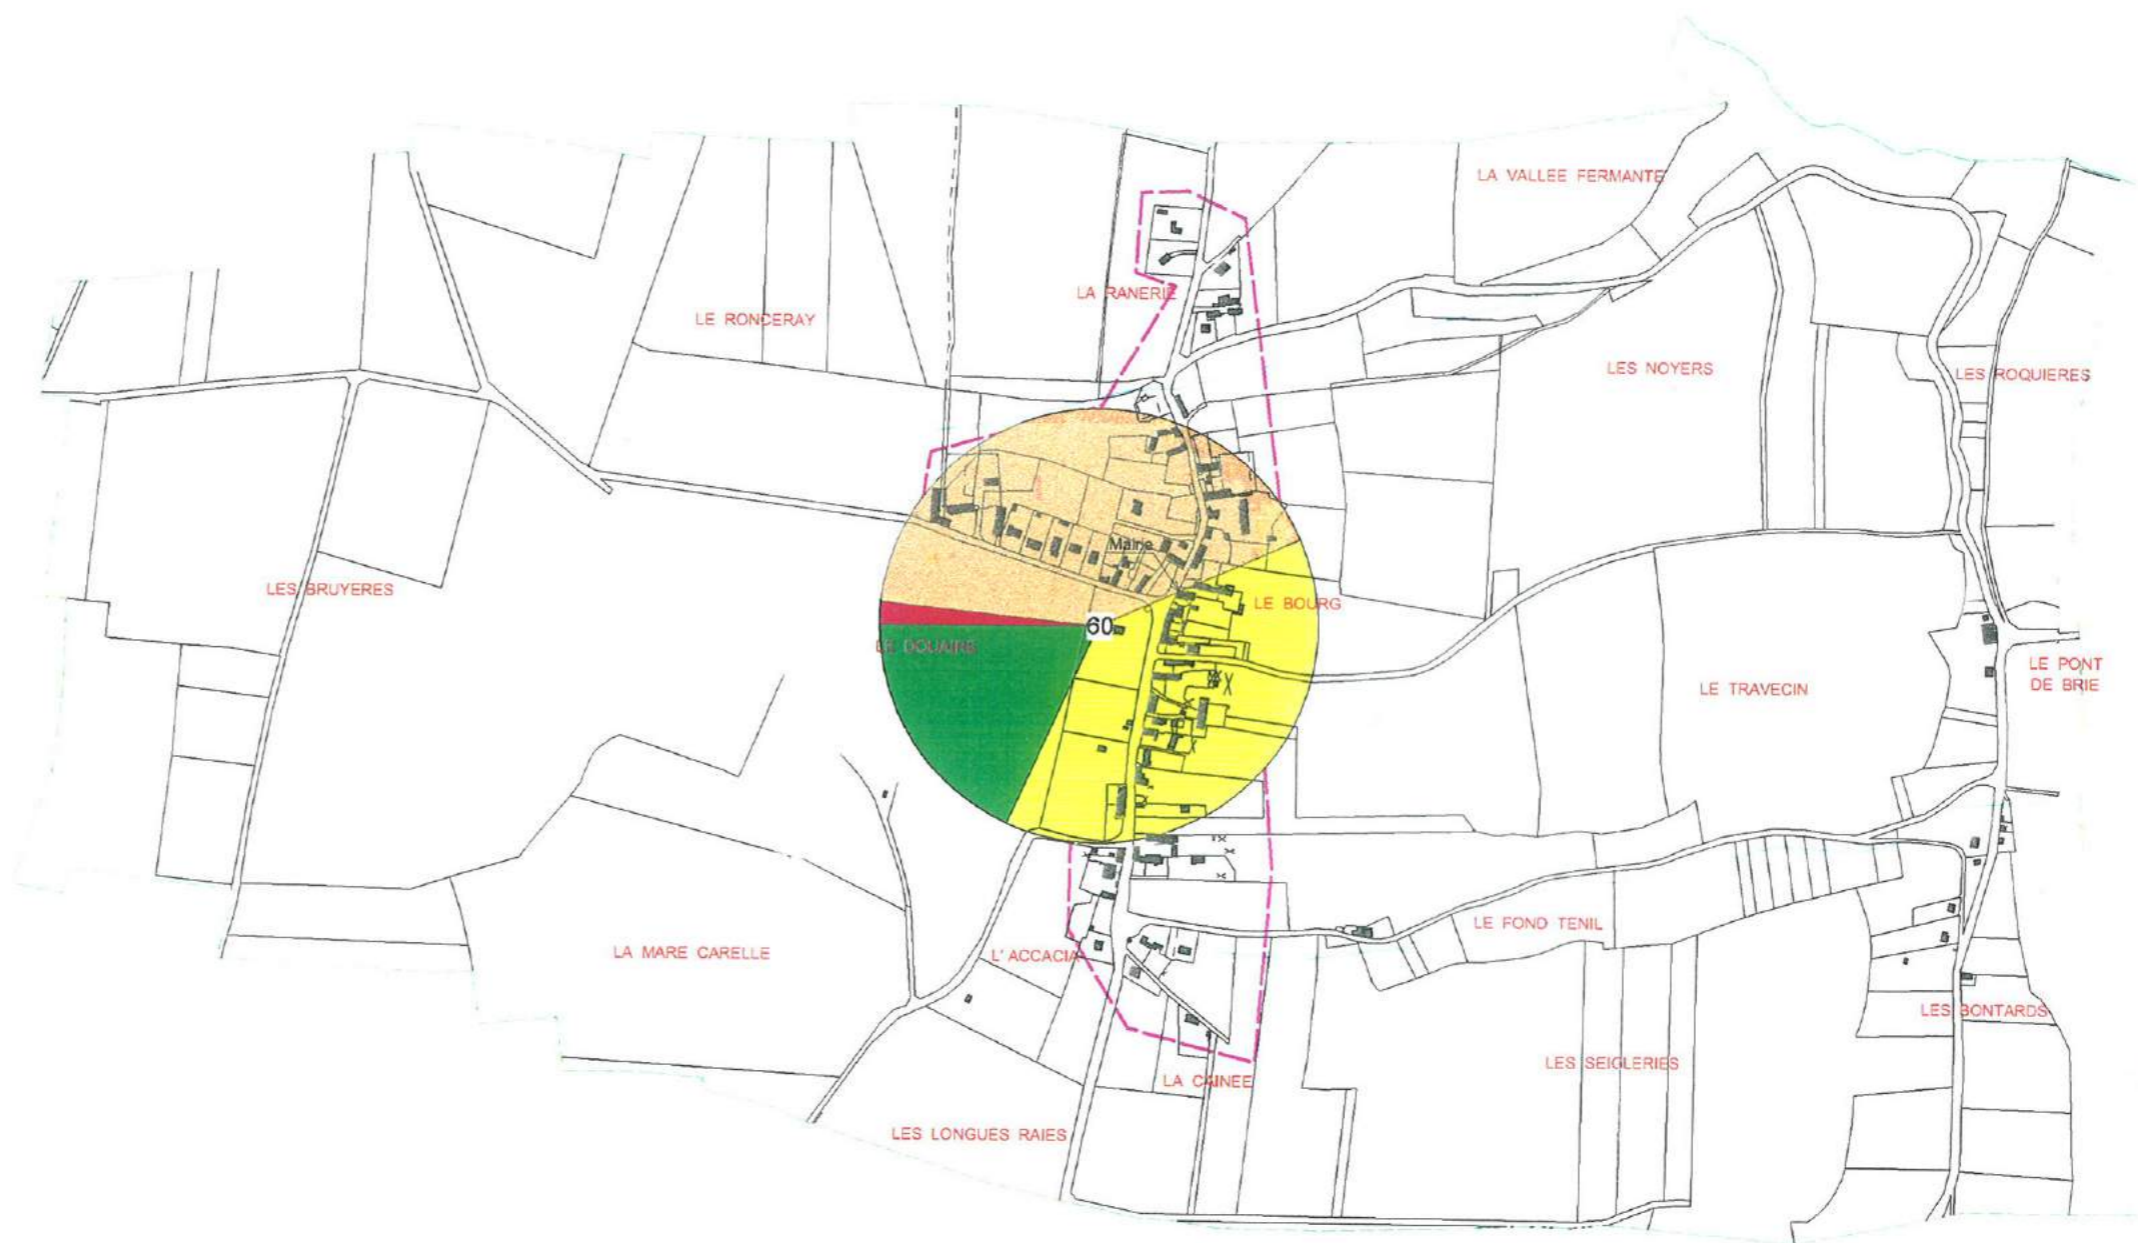 LA VALLEE FERMANTE
LA RANERIE
LE RONCERAY
LES NOYERS
LES ROQUIERES
Mairie
LES BRUYERES
LE BOURG
60
LE DOUAIRE
LE PONT
DE BRIE
LE TRAVECIN
LE FOND TENIL
LA MARE CARELLE
L' ACCACIA
LES BONTARDS
LES SEIGLERIES
LA CAINEE
LES LONGUES RAIES